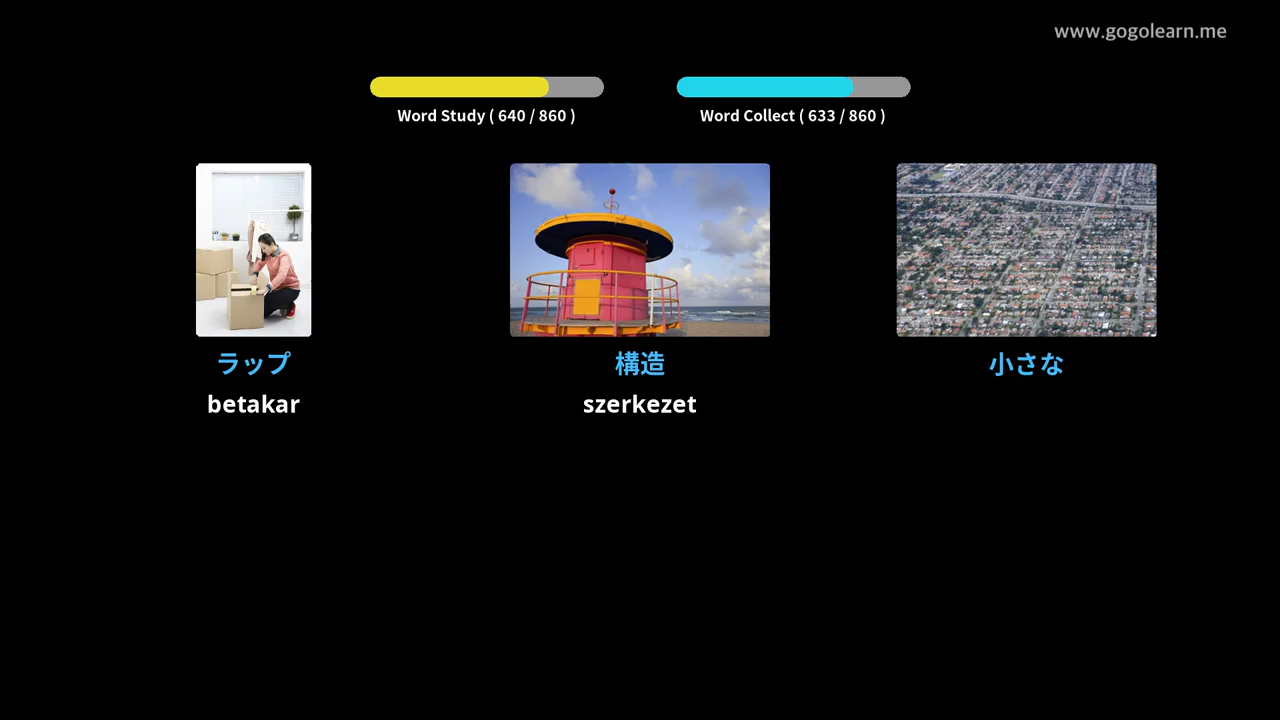 www.gogolearn.me
Word Study ( 640 / 860 )
Word Collect ( 633 / 860 )
ラップ
構造
小さな
betakar
szerkezet